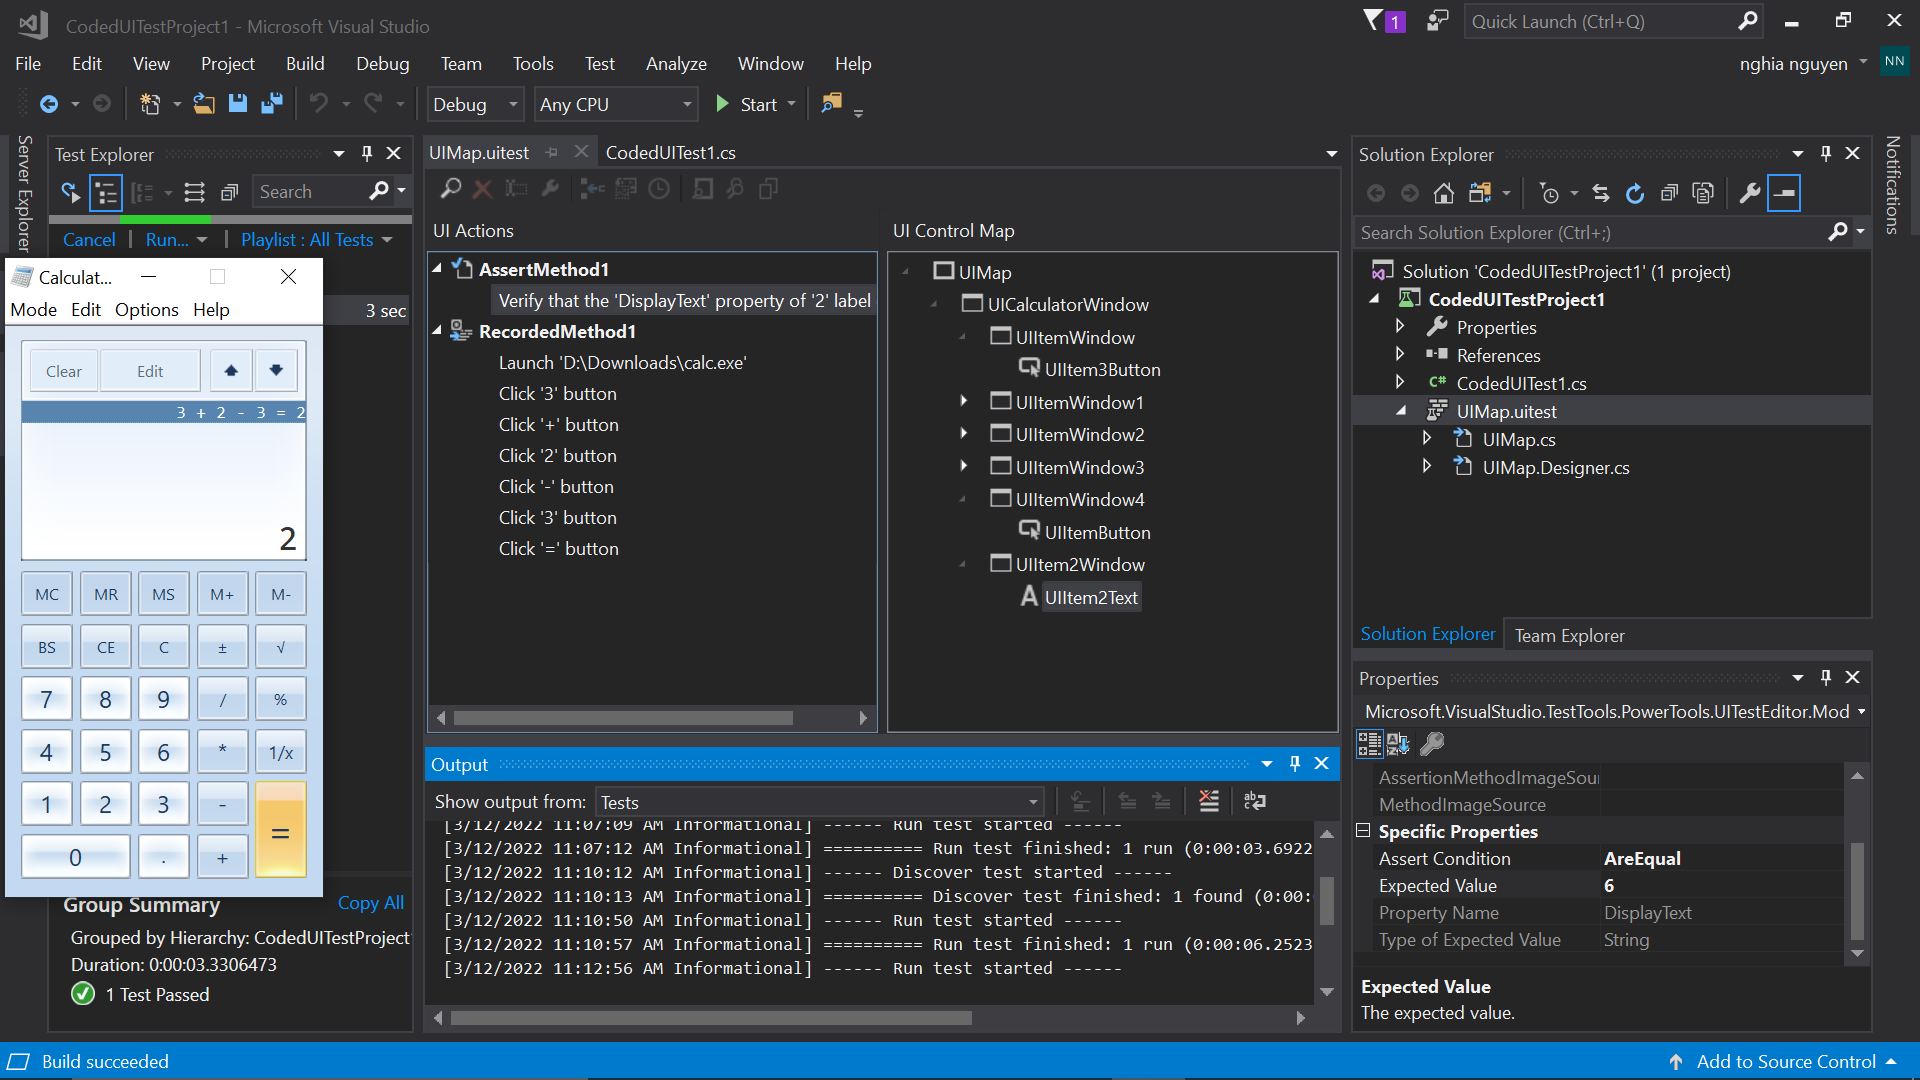 CodedUITestProject1 - Microsoft Visual Studio
1
Quick Launch (Ctrl+Q)
File Edit View Project Build Debug Team Tools Test Analyze Window Help
nghia nguyen
NN
Debug
Any CPU
Start
Server Explorer
Test Explorer
Search
Cancel
Run...
Playlist : All Tests
3 sec
Calculat...
Mode Edit Options Help
Clear
Edit
3 + 2 - 3 = 2
2
MC MR MS M+ M-
BS CE C ± √
7 8 9 / %
4 5 6 * 1/x
1 2 3 - =
0 . +
Group Summary
Copy All
Grouped by Hierarchy: CodedUITestProject
Duration: 0:00:03.3306473
1 Test Passed
UIMap.uitest
CodedUITest1.cs
UI Actions
AssertMethod1
Verify that the 'DisplayText' property of '2' label
RecordedMethod1
Launch 'D:\Downloads\calc.exe'
Click '3' button
Click '+' button
Click '2' button
Click '-' button
Click '3' button
Click '=' button
UI Control Map
UIMap
UICalculatorWindow
UIItemWindow
UIItem3Button
UIItemWindow1
UIItemWindow2
UIItemWindow3
UIItemWindow4
UIItemButton
UIItem2Window
A UIItem2Text
Output
Show output from: Tests
[3/12/2022 11:07:09 AM Informational] ------ Run test started ------
[3/12/2022 11:07:12 AM Informational] ========== Run test finished: 1 run (0:00:03.6922
[3/12/2022 11:10:12 AM Informational] ------ Discover test started ------
[3/12/2022 11:10:13 AM Informational] ========== Discover test finished: 1 found (0:00:
[3/12/2022 11:10:50 AM Informational] ------ Run test started ------
[3/12/2022 11:10:57 AM Informational] ========== Run test finished: 1 run (0:00:06.2523
[3/12/2022 11:12:56 AM Informational] ------ Run test started ------
Solution Explorer
Search Solution Explorer (Ctrl+;)
Solution 'CodedUITestProject1' (1 project)
CodedUITestProject1
Properties
References
C# CodedUITest1.cs
UIMap.uitest
UIMap.cs
UIMap.Designer.cs
Solution Explorer
Team Explorer
Notifications
Properties
Microsoft.VisualStudio.TestTools.PowerTools.UITestEditor.Mod
AssertionMethodImageSou
MethodImageSource
Specific Properties
Assert Condition AreEqual
Expected Value 6
Property Name DisplayText
Type of Expected Value String
Expected Value
The expected value.
Build succeeded
Add to Source Control